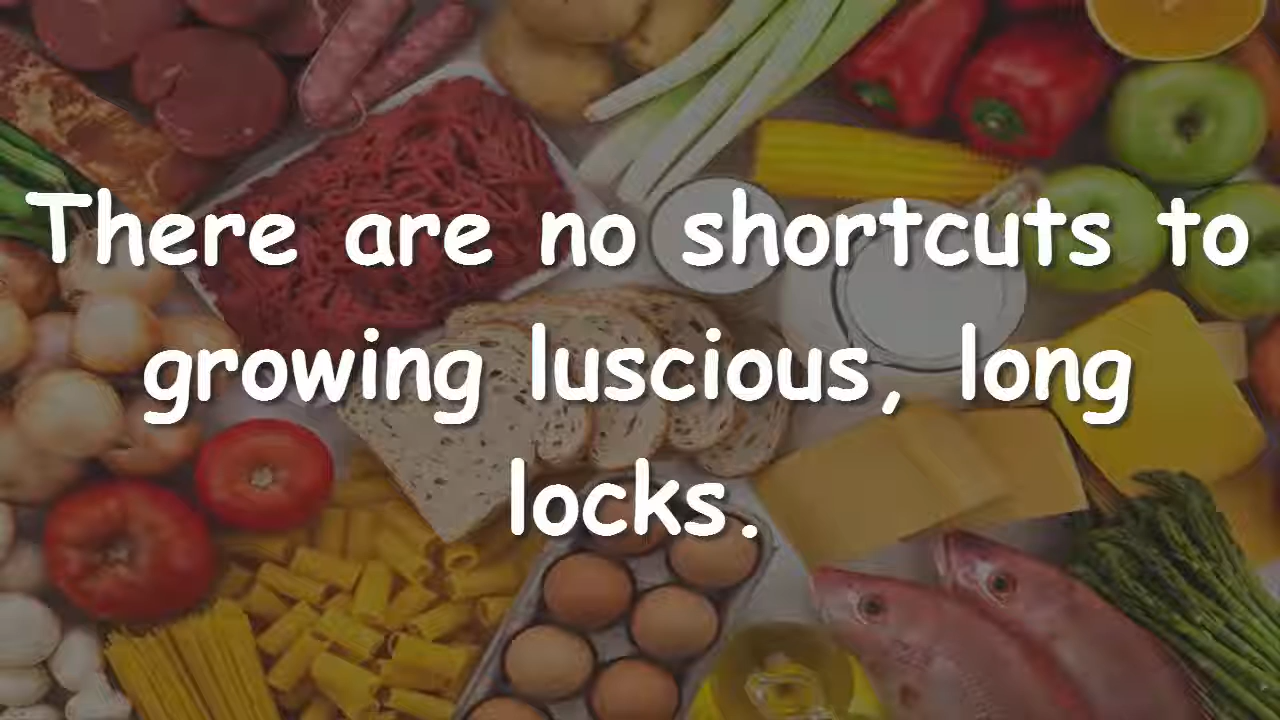 There are no shortcuts to
growing luscious, long
locks.